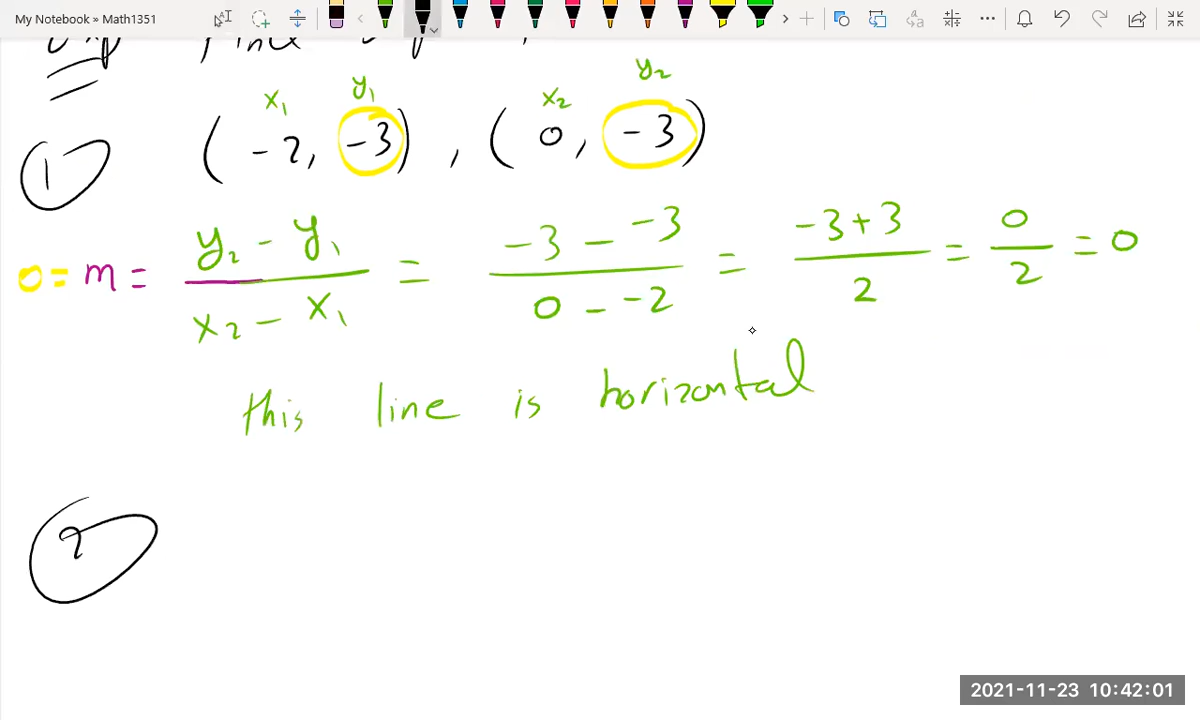 My Notebook » Math1351
x₁ y₁ x₂ y₂
① (-2, -3), (0, -3)
0 = m = (y₂ - y₁)/(x₂ - x₁) = (-3 - -3)/(0 - -2) = (-3+3)/2 = 0/2 = 0
this line is horizontal
②
2021-11-23 10:42:01